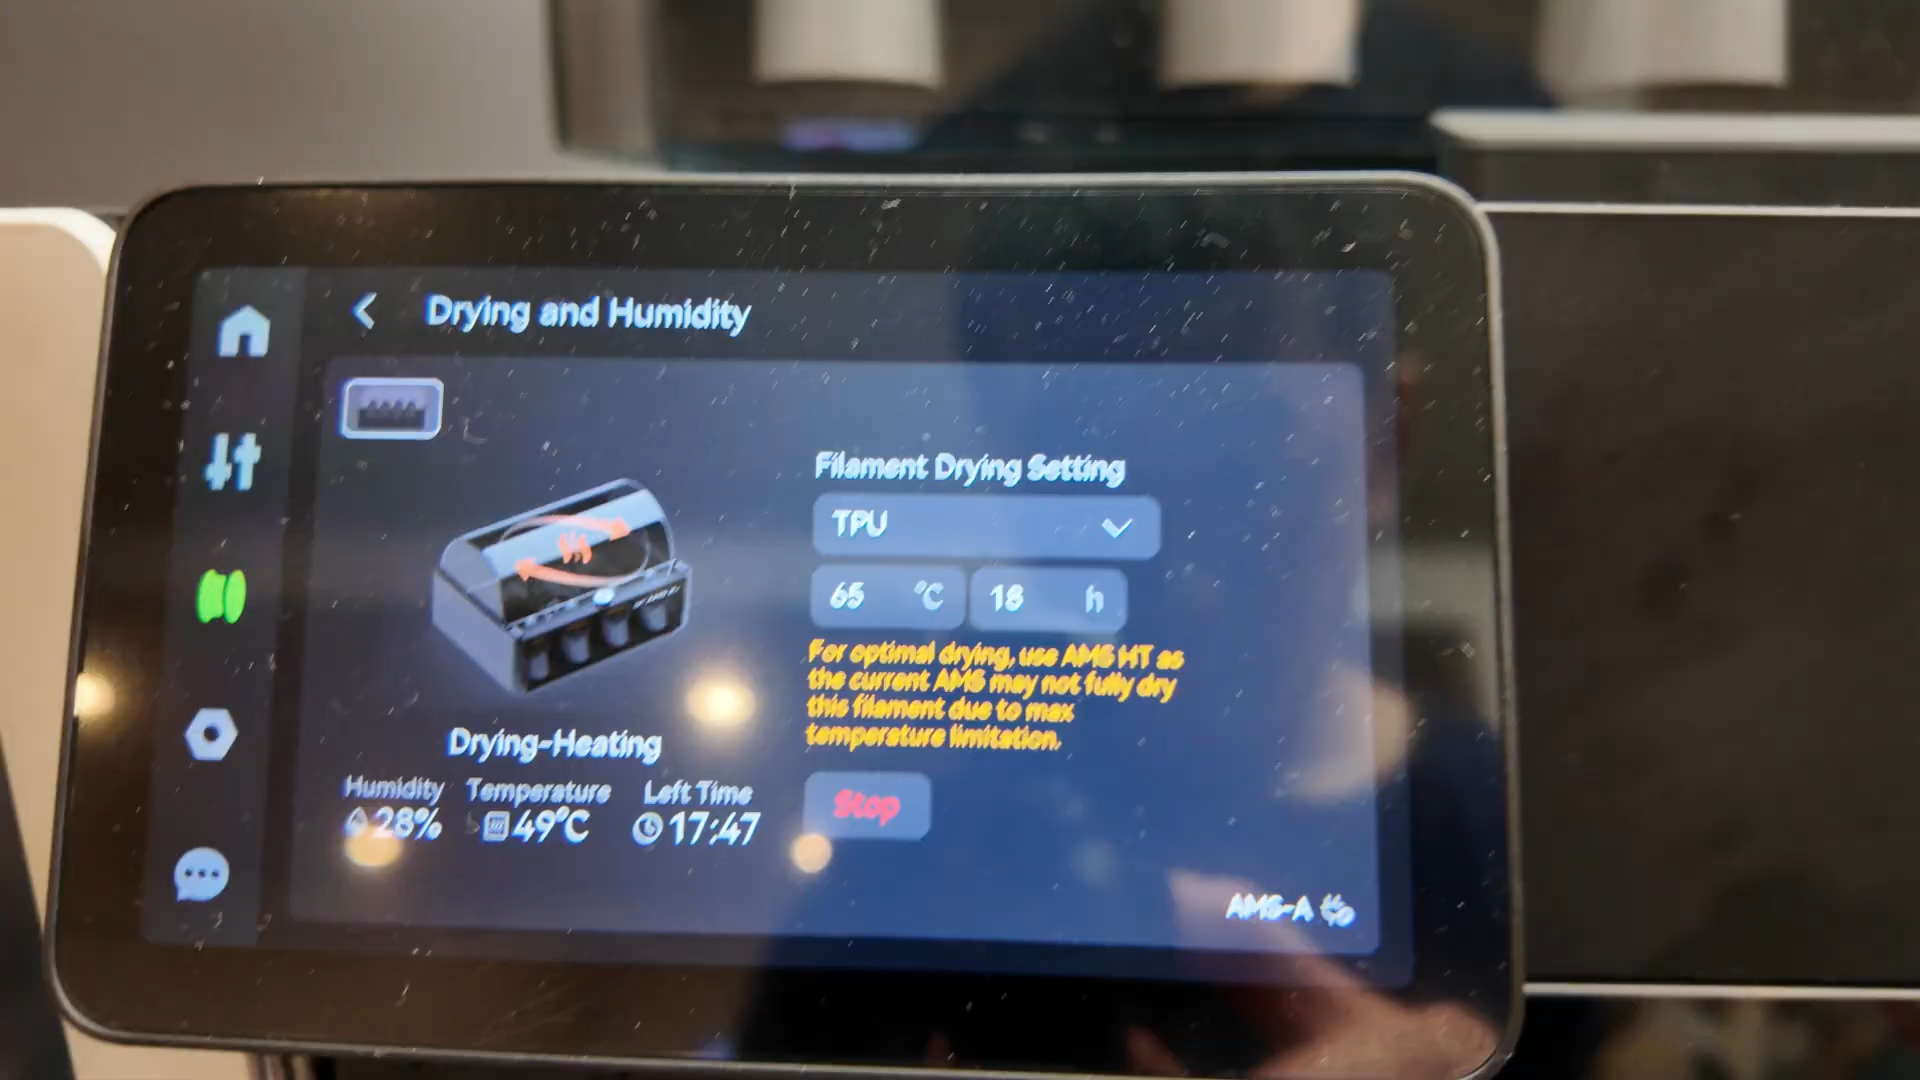 Drying and Humidity
Filament Drying Setting
TPU
65 °C 18 h
For optimal drying, use AMS HT as
the current AMS may not fully dry
this filament due to max
temperature limitation.
Stop
Drying-Heating
Humidity Temperature Left Time
28% 49°C 17:47
AMS-A